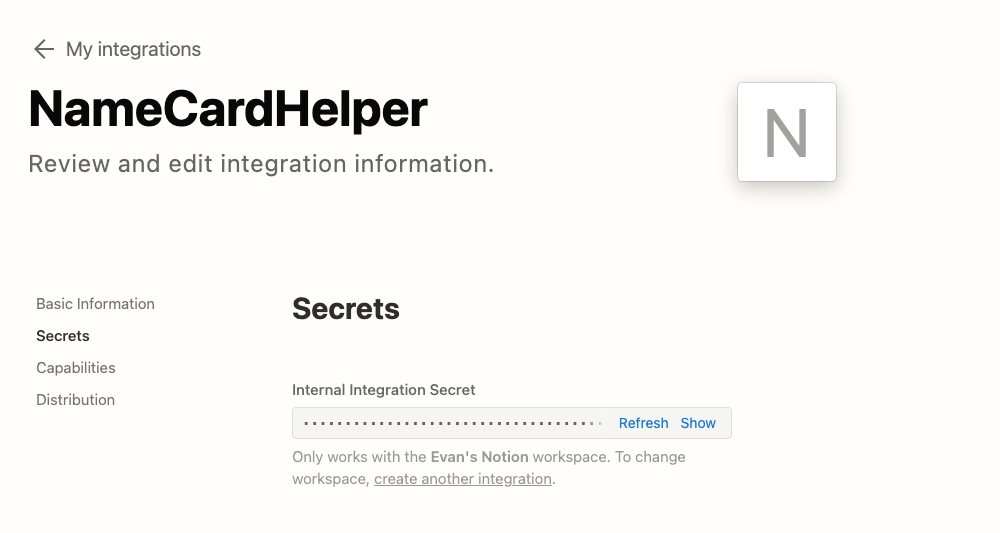 My integrations
NameCardHelper
Review and edit integration information.
N
Basic Information
Secrets
Capabilities
Distribution
Secrets
Internal Integration Secret
Refresh Show
Only works with the Evan's Notion workspace. To change
workspace, create another integration.